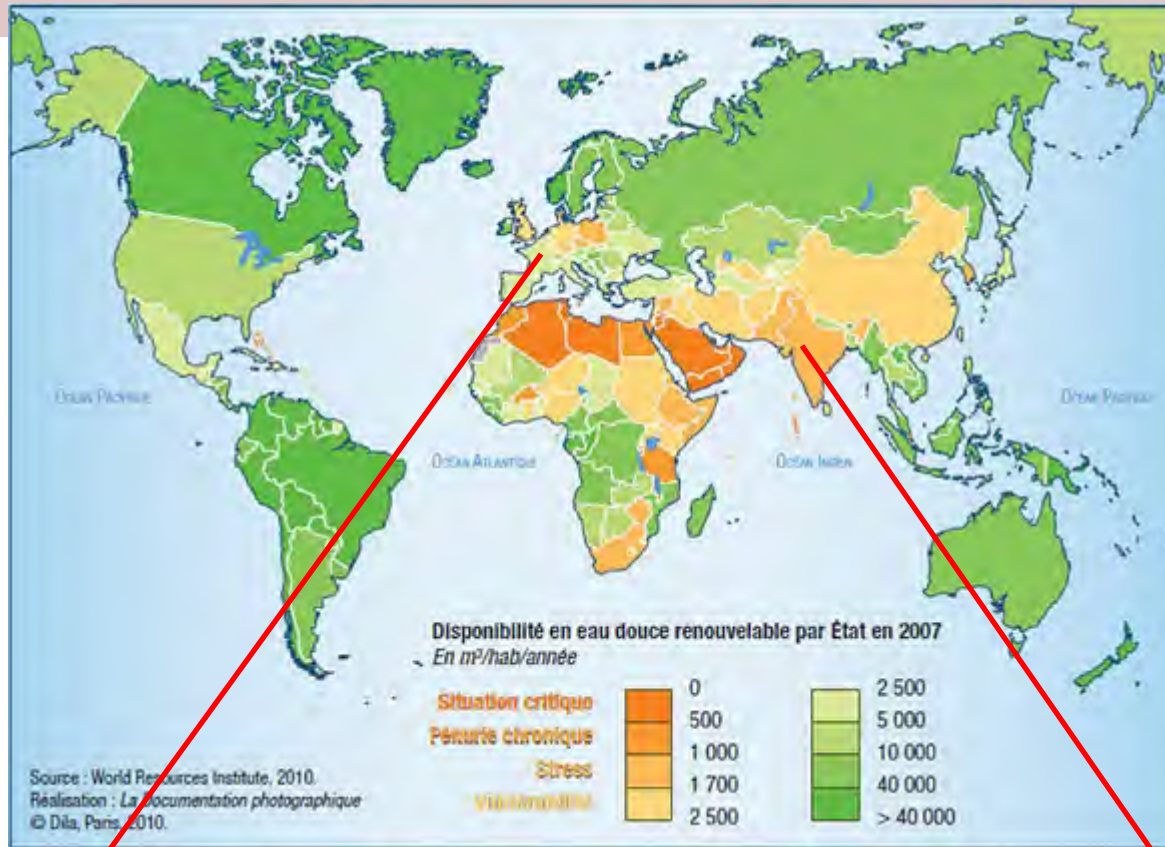 OCÉAN PACIFIQUE
OCÉAN ATLANTIQUE
OCÉAN INDIEN
OCÉAN PACIFIQUE
Disponibilité en eau douce renouvelable par État en 2007
En m³/hab/année
Situation critique
Pénurie chronique
Stress
Vulnérabilité
0
500
1 000
1 700
2 500
2 500
5 000
10 000
40 000
> 40 000
Source : World Resources Institute, 2010.
Réalisation : La Documentation photographique
© Dila, Paris, 2010.